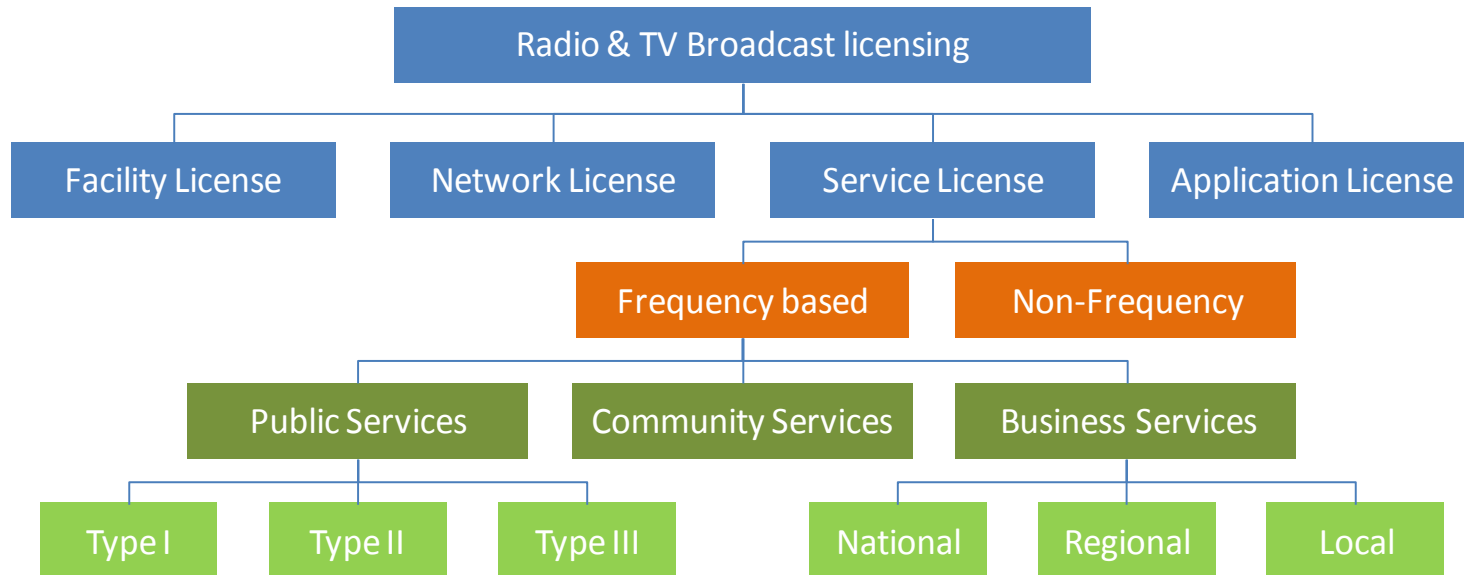 Radio & TV Broadcast licensing
Facility License
Network License
Service License
Application License
Frequency based
Non-Frequency
Public Services
Community Services
Business Services
Type I
Type II
Type III
National
Regional
Local